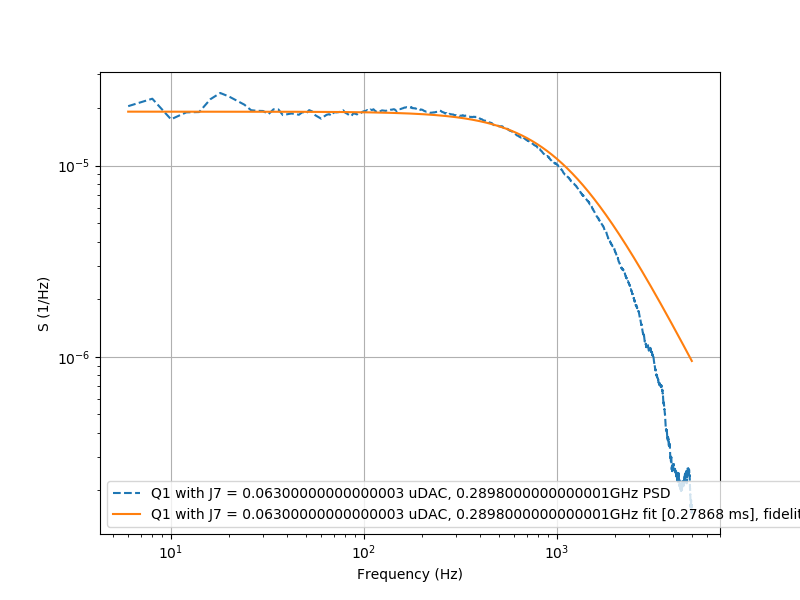 10⁻⁵
10⁻⁶
S (1/Hz)
Q1 with J7 = 0.06300000000000003 uDAC, 0.2898000000000001GHz PSD
Q1 with J7 = 0.06300000000000003 uDAC, 0.2898000000000001GHz fit [0.27868 ms], fidelit
10¹ 10² 10³
Frequency (Hz)